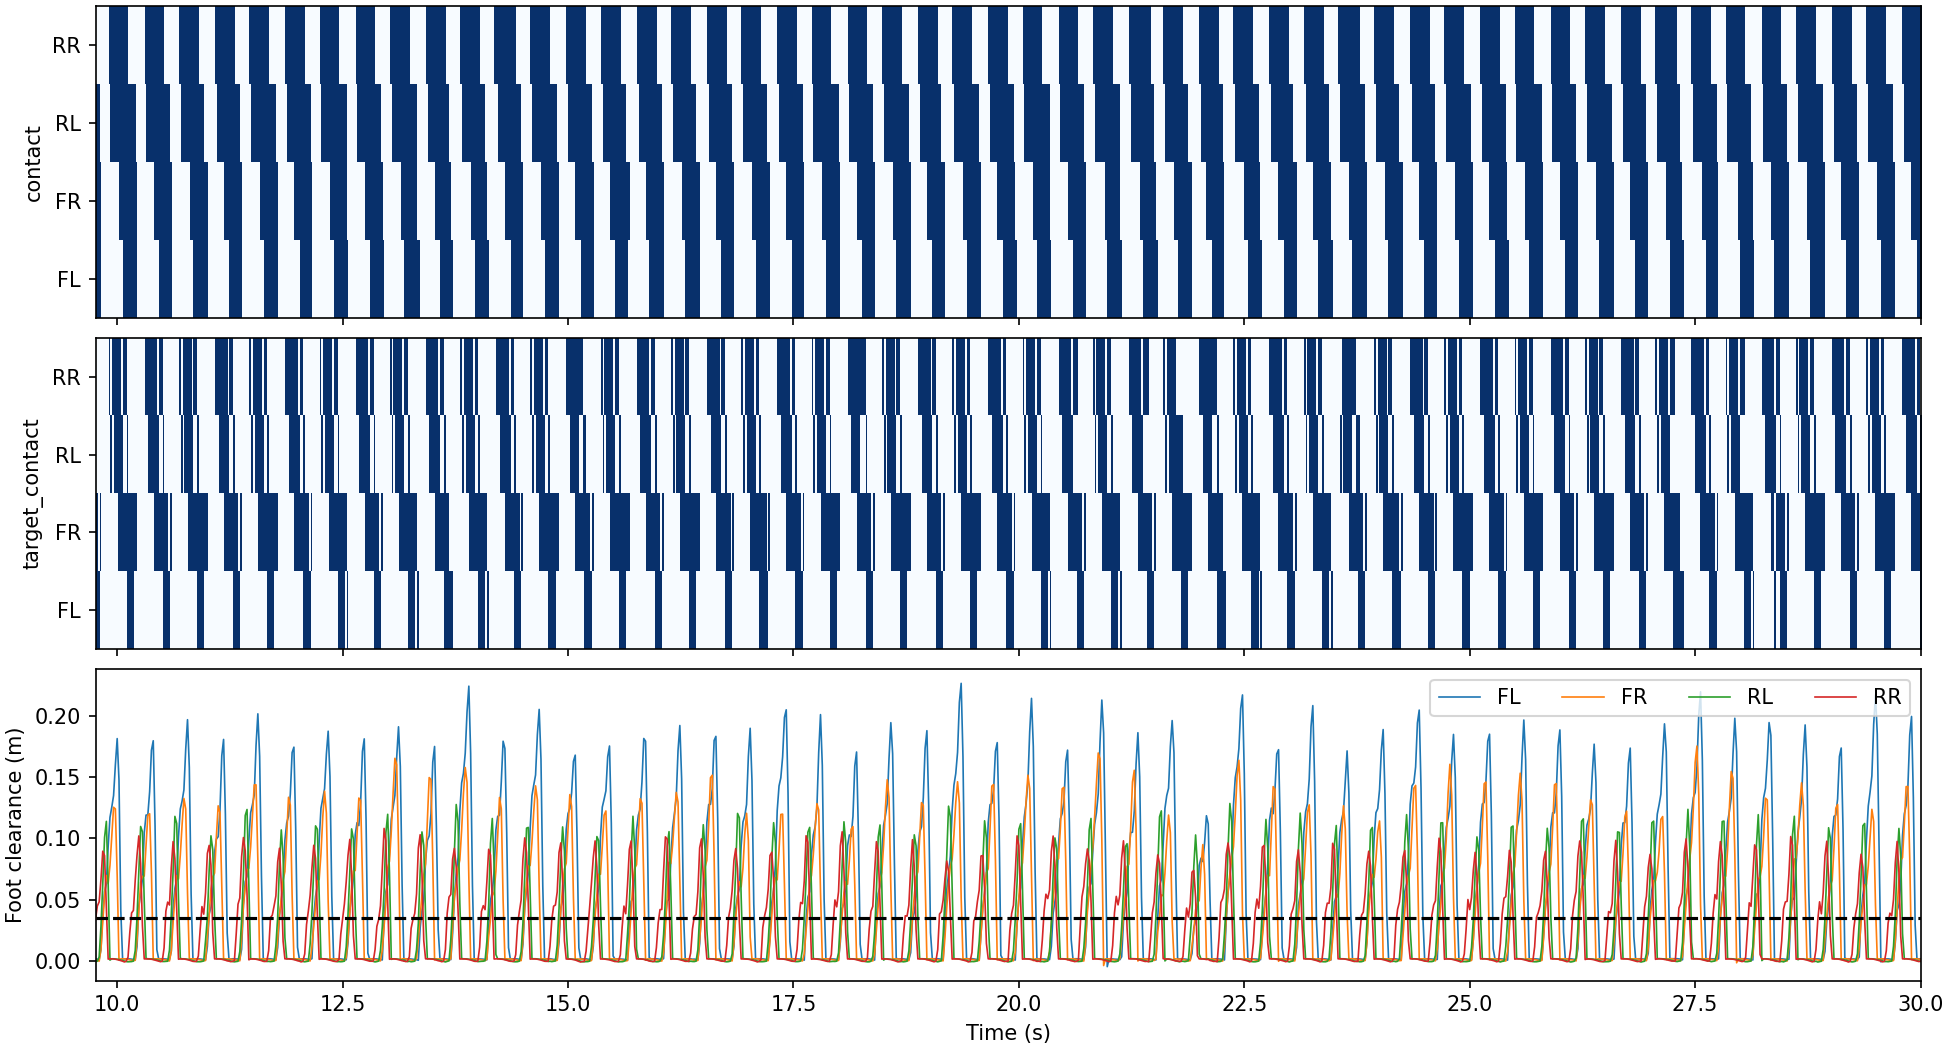 contact
RR
RL
FR
FL
target_contact
RR
RL
FR
FL
Foot clearance (m)
0.20
0.15
0.10
0.05
0.00
FL FR RL RR
10.0 12.5 15.0 17.5 20.0 22.5 25.0 27.5 30.0
Time (s)